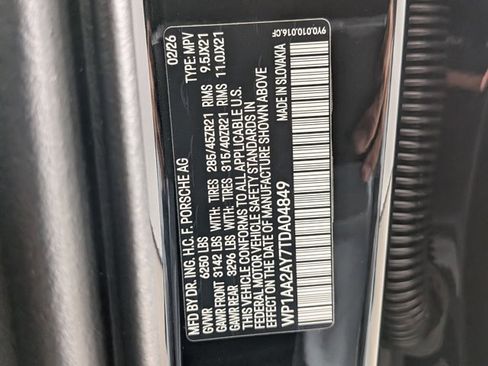 MFD BY DR. ING. H.C. F. PORSCHE AG 02/26
GVWR 6250 LBS TYPE: MPV
GAWR FRONT 3142 LBS WITH: TIRES 285/45ZR21 RIMS 9.5JX21
GAWR REAR 3296 LBS WITH: TIRES 315/40ZR21 RIMS 11.0JX21
THIS VEHICLE CONFORMS TO ALL APPLICABLE U.S.
FEDERAL MOTOR VEHICLE SAFETY STANDARDS IN
EFFECT ON THE DATE OF MANUFACTURE SHOWN ABOVE
WP1AA2AY7TDA04849 MADE IN SLOVAKIA
9Y0.010.016.CF